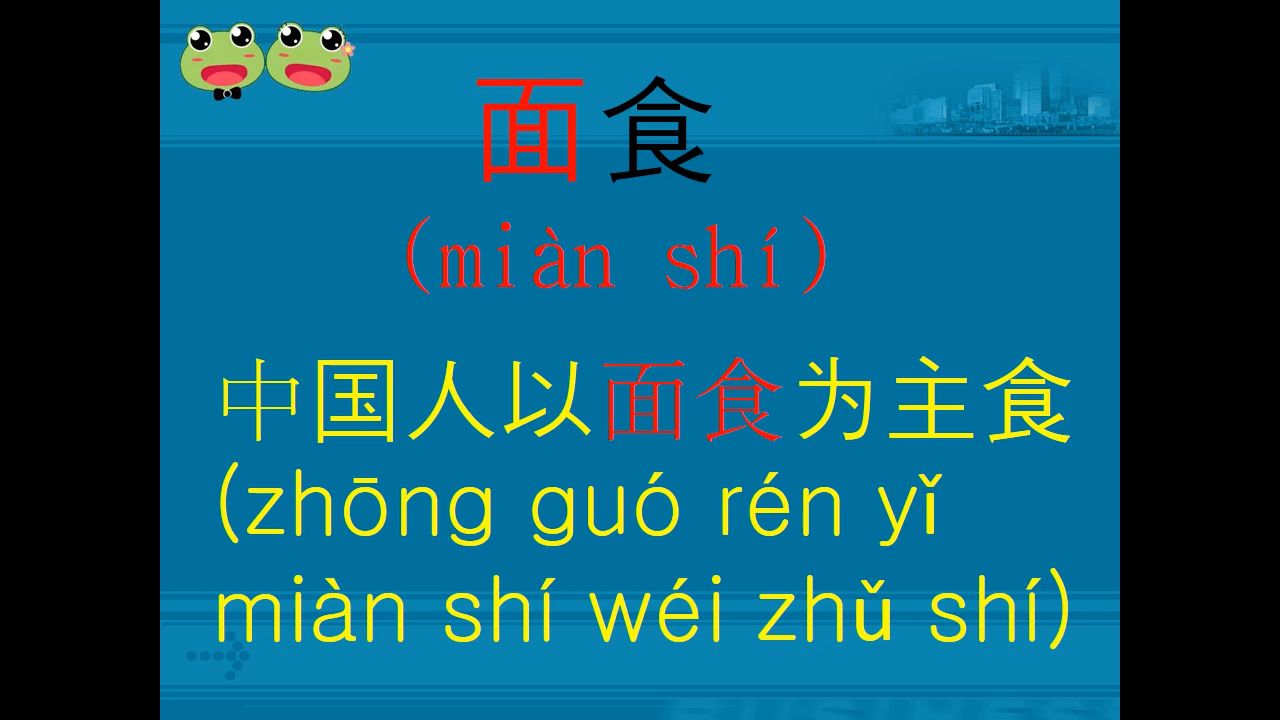 面食
(miàn shí)
中国人以面食为主食
(zhōng guó rén yǐ
miàn shí wéi zhǔ shí)